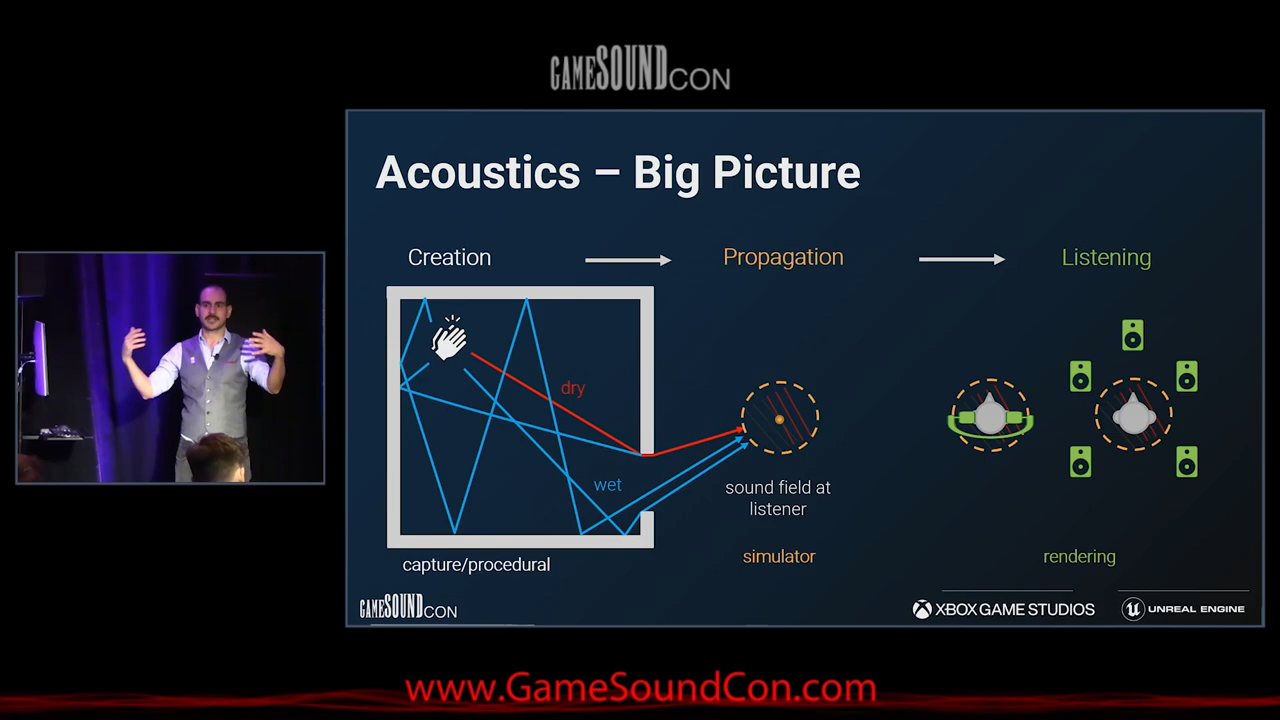 GAMESOUNDCON
Acoustics – Big Picture
Creation
Propagation
Listening
dry
wet
sound field at
listener
capture/procedural
simulator
rendering
GAMESOUNDCON
XBOX GAME STUDIOS
UNREAL ENGINE
www.GameSoundCon.com